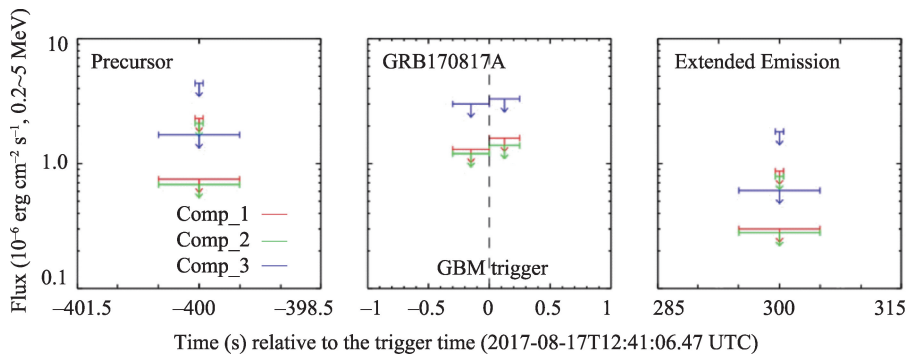 Flux (10⁻⁶ erg cm⁻² s⁻¹, 0.2~5 MeV)
10
1.0
0.1
Precursor
Comp_1
Comp_2
Comp_3
−401.5
−400
−398.5
GRB170817A
GBM trigger
−1
−0.5
0
0.5
1
Extended Emission
285
300
315
Time (s) relative to the trigger time (2017-08-17T12:41:06.47 UTC)